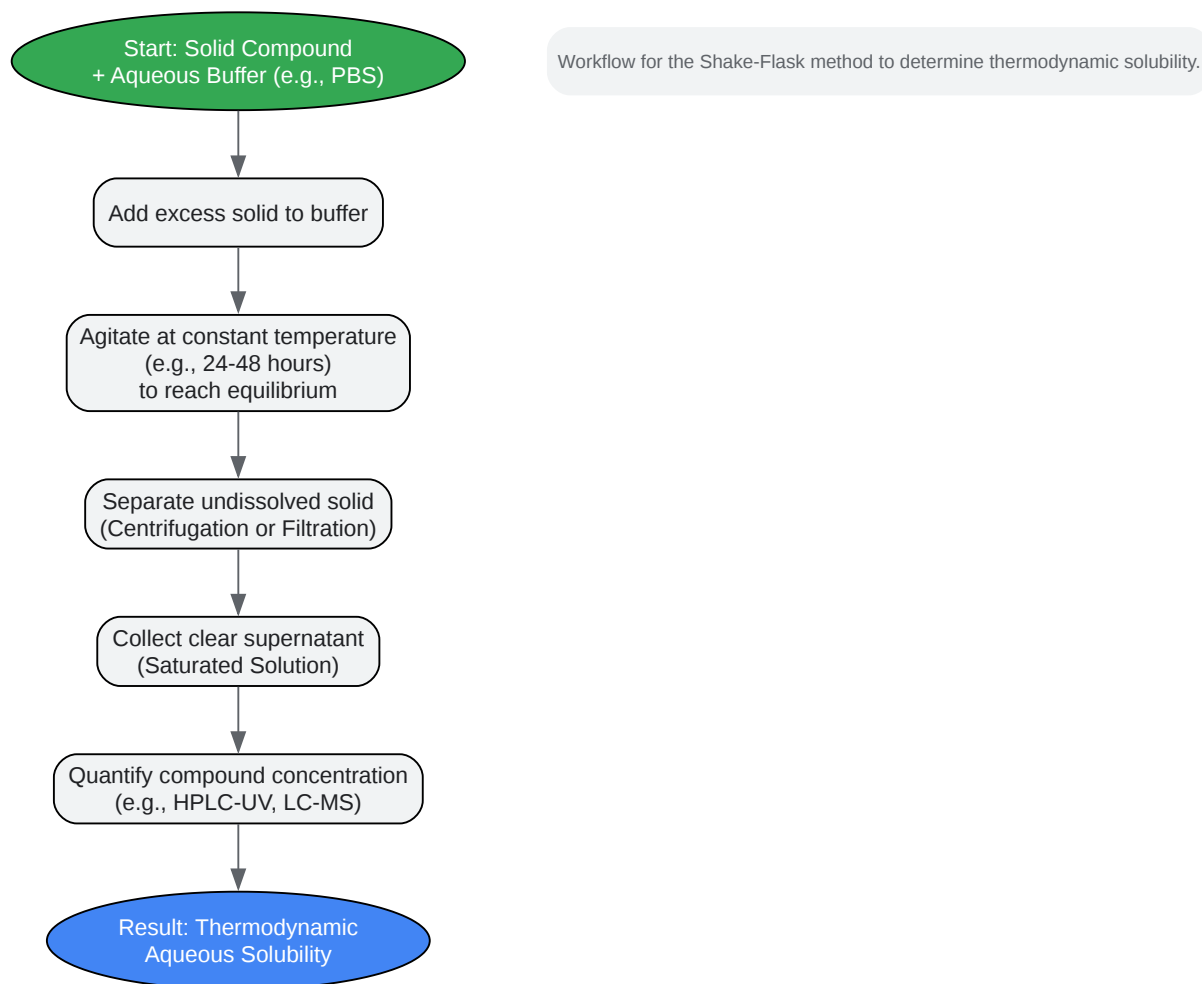 Start: Solid Compound
+ Aqueous Buffer (e.g., PBS)
Workflow for the Shake-Flask method to determine thermodynamic solubility.
Add excess solid to buffer
Agitate at constant temperature
(e.g., 24-48 hours)
to reach equilibrium
Separate undissolved solid
(Centrifugation or Filtration)
Collect clear supernatant
(Saturated Solution)
Quantify compound concentration
(e.g., HPLC-UV, LC-MS)
Result: Thermodynamic
Aqueous Solubility